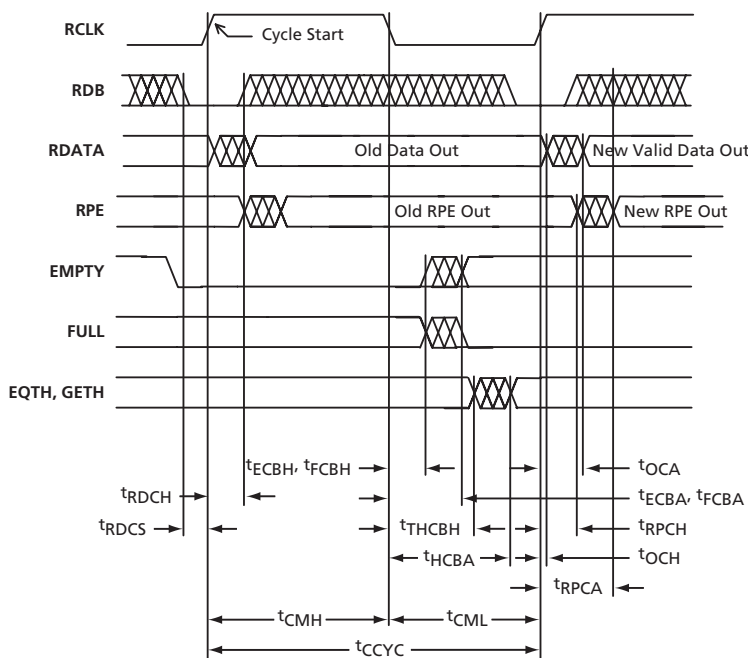 RCLK
Cycle Start
RDB
RDATA
Old Data Out
New Valid Data Out
RPE
Old RPE Out
New RPE Out
EMPTY
FULL
EQTH, GETH
tECBH, tFCBH
tOCA
tRDCH
tECBA, tFCBA
tRDCS
tTHCBH
tRPCH
tHCBA
tOCH
tRPCA
tCMH
tCML
tCCYC